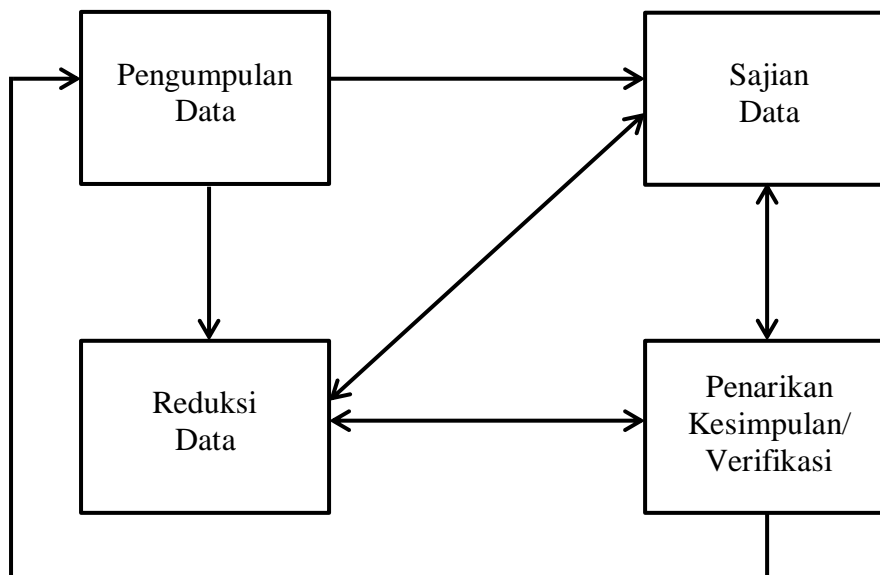 Pengumpulan
Data
Sajian
Data
Reduksi
Data
Penarikan
Kesimpulan/
Verifikasi